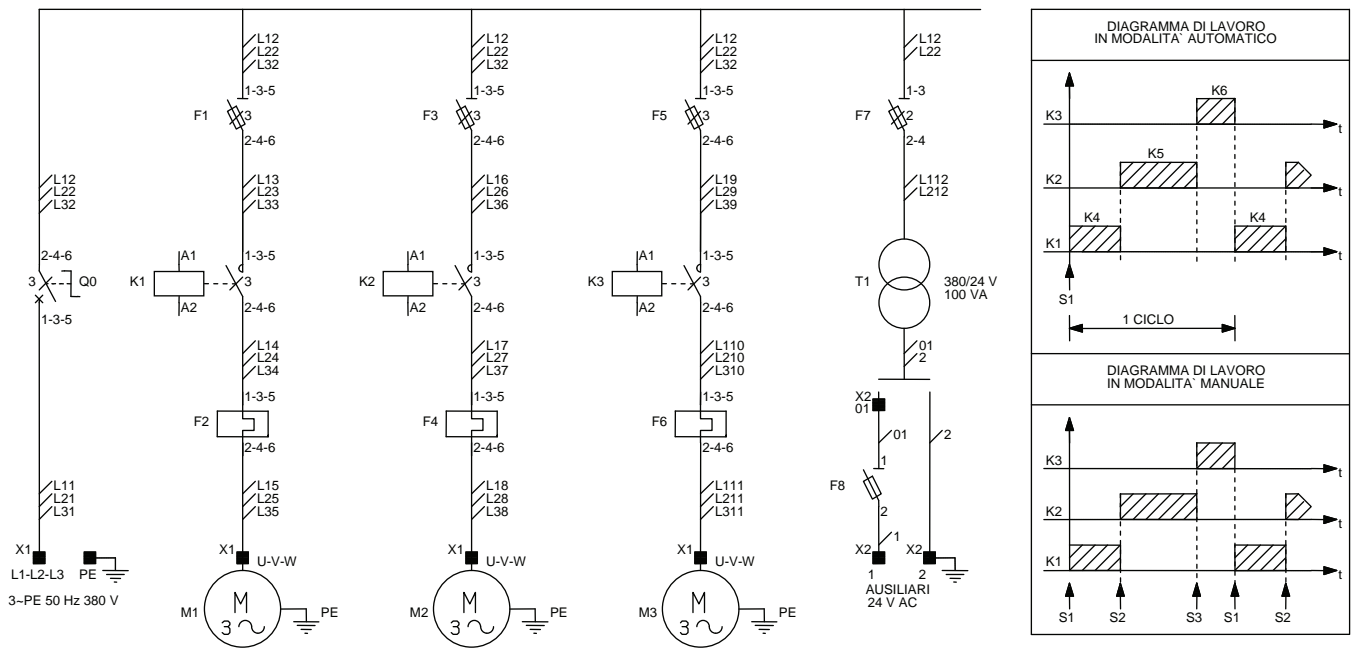 L12
L22
L32
2-4-6
3
Q0
1-3-5
L11
L21
L31
X1
L1-L2-L3
PE
3~PE 50 Hz 380 V
L12
L22
L32
1-3-5
F1
3
2-4-6
L13
L23
L33
A1
1-3-5
K1
3
A2
2-4-6
L14
L24
L34
1-3-5
F2
2-4-6
L15
L25
L35
X1
U-V-W
M1
M
3
PE
L12
L22
L32
1-3-5
F3
3
2-4-6
L16
L26
L36
A1
1-3-5
K2
3
A2
2-4-6
L17
L27
L37
1-3-5
F4
2-4-6
L18
L28
L38
X1
U-V-W
M2
M
3
PE
L12
L22
L32
1-3-5
F5
3
2-4-6
L19
L29
L39
A1
1-3-5
K3
3
A2
2-4-6
L110
L210
L310
1-3-5
F6
2-4-6
L111
L211
L311
X1
U-V-W
M3
M
3
PE
L12
L22
1-3
F7
2
2-4
L112
L212
T1
380/24 V
100 VA
01
2
X2
01
01
2
1
F8
2
1
X2
X2
1
2
AUSILIARI
24 V AC
DIAGRAMMA DI LAVORO
IN MODALITA` AUTOMATICO
K6
K3
t
K5
K2
t
K4
K4
K1
t
S1
1 CICLO
DIAGRAMMA DI LAVORO
IN MODALITA` MANUALE
K3
t
K2
t
K1
t
S1
S2
S3
S1
S2